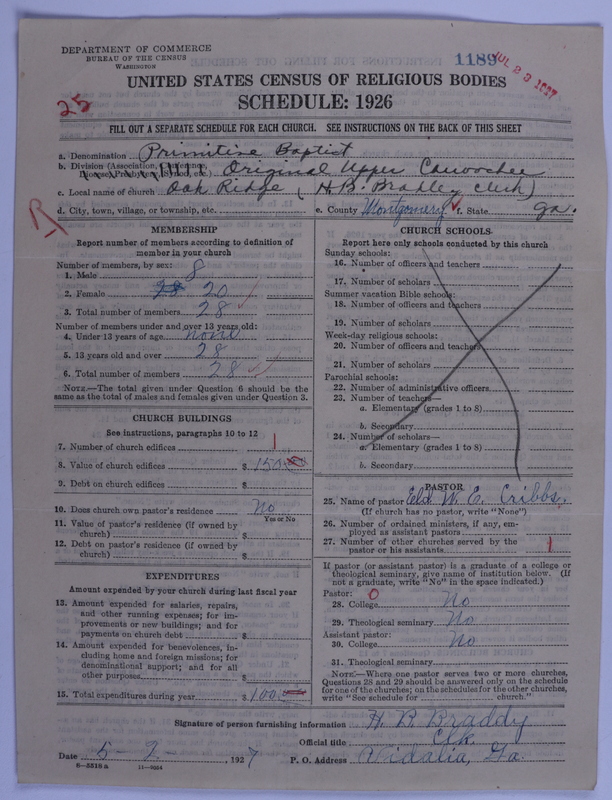 DEPARTMENT OF COMMERCE
BUREAU OF THE CENSUS
WASHINGTON
1189
JUL 23 1927
UNITED STATES CENSUS OF RELIGIOUS BODIES
25
SCHEDULE: 1926
FILL OUT A SEPARATE SCHEDULE FOR EACH CHURCH. SEE INSTRUCTIONS ON THE BACK OF THIS SHEET
a. Denomination Primitive Baptist
b. Division (Association, Conference, Diocese, Presbytery, Synod, etc.) Original Upper Canoochee
c. Local name of church Oak Ridge (H.B. Bradley Clerk)
d. City, town, village, or township, etc. e. County Montgomery f. State Ga.
R
MEMBERSHIP
Report number of members according to definition of
member in your church
Number of members, by sex:
1. Male 8
2. Female 20
3. Total number of members 28
Number of members under and over 13 years old:
4. Under 13 years of age none
5. 13 years old and over 28
6. Total number of members 28
NOTE.—The total given under Question 6 should be the
same as the total of males and females given under Question 3.
CHURCH BUILDINGS
See instructions, paragraphs 10 to 12
7. Number of church edifices 1
8. Value of church edifices $ 1500
9. Debt on church edifices $
10. Does church own pastor's residence No
Yes or No
11. Value of pastor's residence (if owned by
church) $
12. Debt on pastor's residence (if owned by
church) $
EXPENDITURES
Amount expended by your church during last fiscal year
13. Amount expended for salaries, repairs,
and other running expenses; for im-
provements or new buildings; and for
payments on church debt $
14. Amount expended for benevolences, in-
cluding home and foreign missions; for
denominational support; and for all
other purposes $
15. Total expenditures during year $ 100
CHURCH SCHOOLS
Report here only schools conducted by this church
Sunday schools:
16. Number of officers and teachers
17. Number of scholars
Summer vacation Bible schools:
18. Number of officers and teachers
19. Number of scholars
Week-day religious schools:
20. Number of officers and teachers
21. Number of scholars
Parochial schools:
22. Number of administrative officers
23. Number of teachers—
a. Elementary (grades 1 to 8)
b. Secondary
24. Number of scholars—
a. Elementary (grades 1 to 8)
b. Secondary
PASTOR
25. Name of pastor Eld W. E. Cribbs.
(If church has no pastor, write "None")
26. Number of ordained ministers, if any, em-
ployed as assistant pastors
27. Number of other churches served by the
pastor or his assistants 1
If pastor (or assistant pastor) is a graduate of a college or
theological seminary, give name of institution below. (If
not a graduate, write "No" in the space indicated.)
Pastor: 0
28. College No
29. Theological seminary No
Assistant pastor:
30. College No
31. Theological seminary
NOTE.—Where one pastor serves two or more churches,
Questions 28 and 29 should be answered only on the schedule
for one of the churches; on the schedules for the other churches,
write "See schedule for church."
Signature of person furnishing information H. B. Braddy
Official title Clk.
Date 5-7-, 1927 P. O. Address Vidalia, Ga.
8-3318 a 11-9664